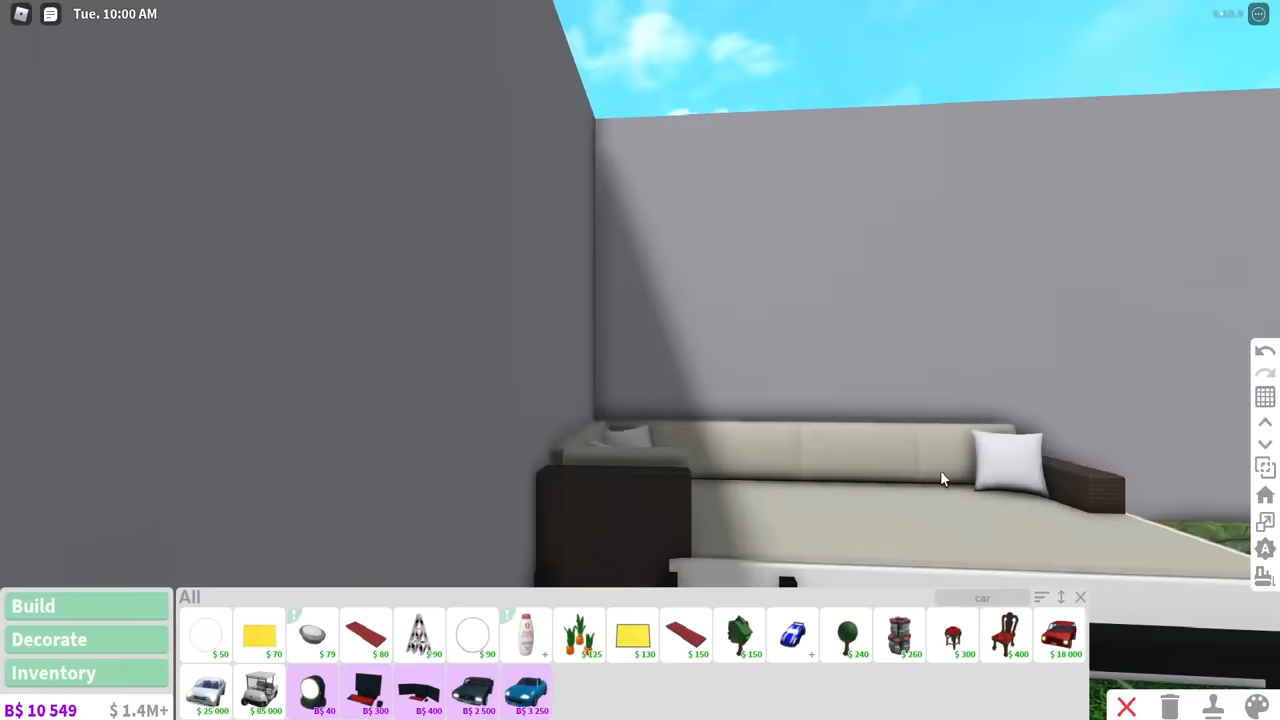 Tue. 10:00 AM
All
car
Build
Decorate
Inventory
B$ 10 549 $ 1.4M+
$ 50 $ 70 $ 79 $ 80 $ 90 $ 90 + $ 125 $ 130 $ 150 $ 150 + $ 240 $ 260 $ 300 $ 400 $ 18 000
$ 25 000 $ 65 000 B$ 40 B$ 300 B$ 400 B$ 2 500 B$ 3 250
A